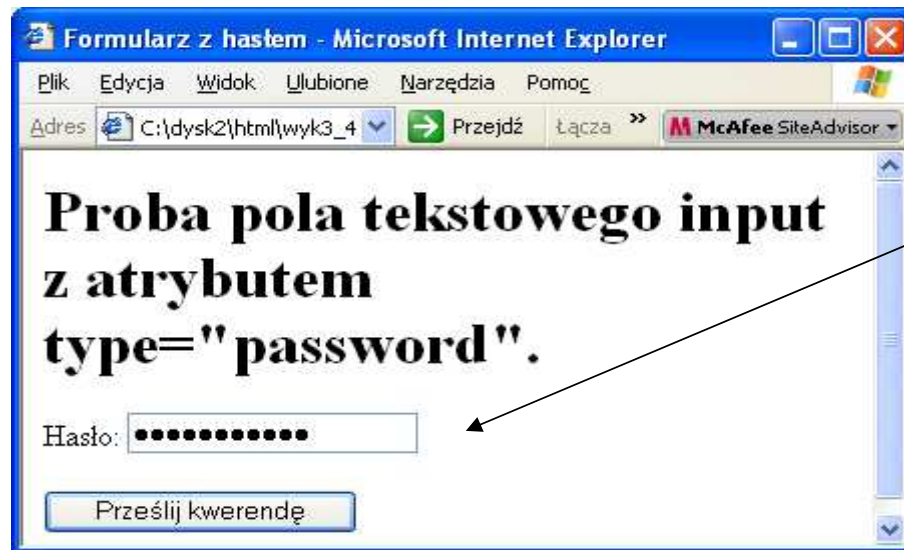 Formularz z hasłem - Microsoft Internet Explorer
Plik Edycja Widok Ulubione Narzędzia Pomoc
Adres C:\dysk2\html\wyk3_4 Przejdź Łącza » McAfee SiteAdvisor
Proba pola tekstowego input
z atrybutem
type="password".
Hasło: •••••••••••
Prześlij kwerendę